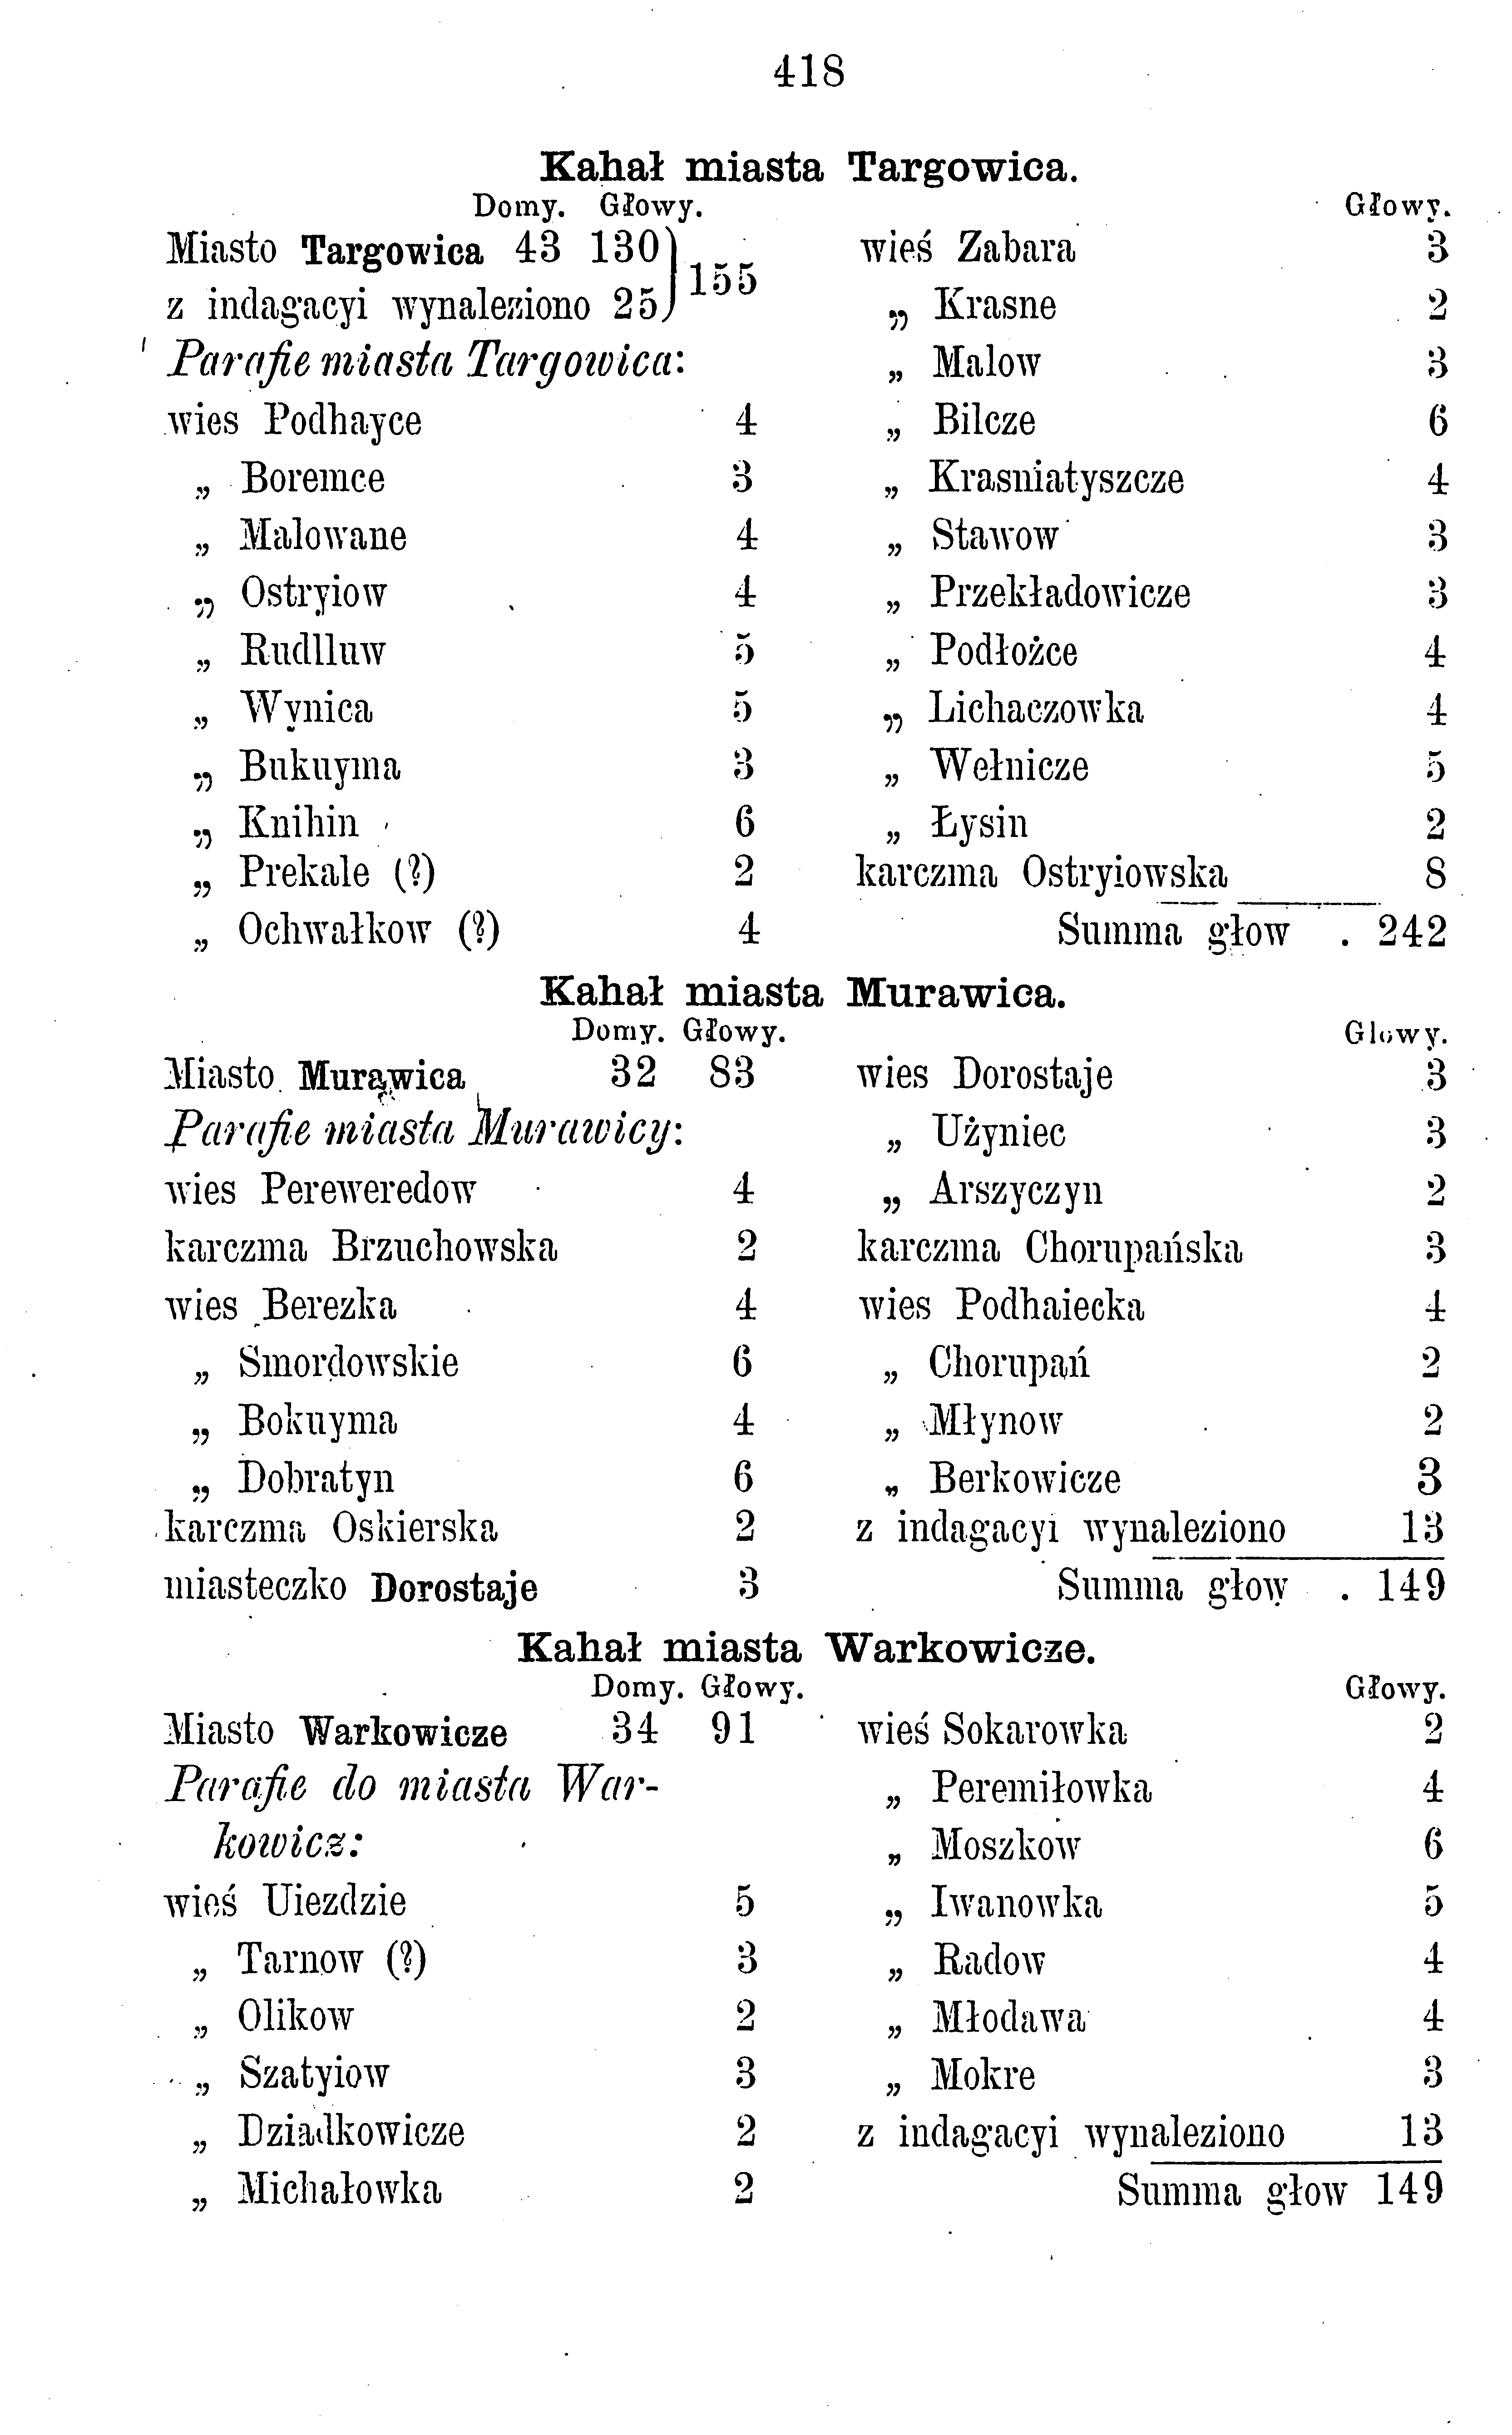 418
Kahał miasta Targowica.
Domy. Głowy.
Miasto Targowica 43 130
z indagacyi wynaleziono 25
155
Parafie miasta Targowica:
wies Podhayce 4
„ Boremce 3
„ Malowane 4
„ Ostryiow 4
„ Rudlluw 5
„ Wynica 5
„ Bukuyma 3
„ Knihin 6
„ Prekale (?) 2
„ Ochwałkow (?) 4
Głowy.
wieś Zabara 3
„ Krasne 2
„ Malow 3
„ Bilcze 6
„ Krasniatyszcze 4
„ Stawow 3
„ Przekładowicze 3
„ Podłożce 4
„ Lichaczowka 4
„ Wełnicze 5
„ Łysin 2
karczma Ostryiowska 8
Summa głow . 242
Kahał miasta Murawica.
Domy. Głowy.
Miasto Murawica 32 83
Parafie miasta Murawicy:
wies Pereweredow 4
karczma Brzuchowska 2
wies Berezka 4
„ Smordowskie 6
„ Bokuyma 4
„ Dobratyn 6
karczma Oskierska 2
miasteczko Dorostaje 3
Głowy.
wies Dorostaje 3
„ Użyniec 3
„ Arszyczyn 2
karczma Chorupańska 3
wies Podhaiecka 4
„ Chorupań 2
„ Młynow 2
„ Berkowicze 3
z indagacyi wynaleziono 13
Summa głow . 149
Kahał miasta Warkowicze.
Domy. Głowy.
Miasto Warkowicze 34 91
Parafie do miasta War-
kowicz:
wieś Uiezdzie 5
„ Tarnow (?) 3
„ Olikow 2
„ Szatyiow 3
„ Dziadkowicze 2
„ Michałowka 2
Głowy.
wieś Sokarowka 2
„ Peremiłowka 4
„ Moszkow 6
„ Iwanowka 5
„ Radow 4
„ Młodawa 4
„ Mokre 3
z indagacyi wynaleziono 13
Summa głow 149